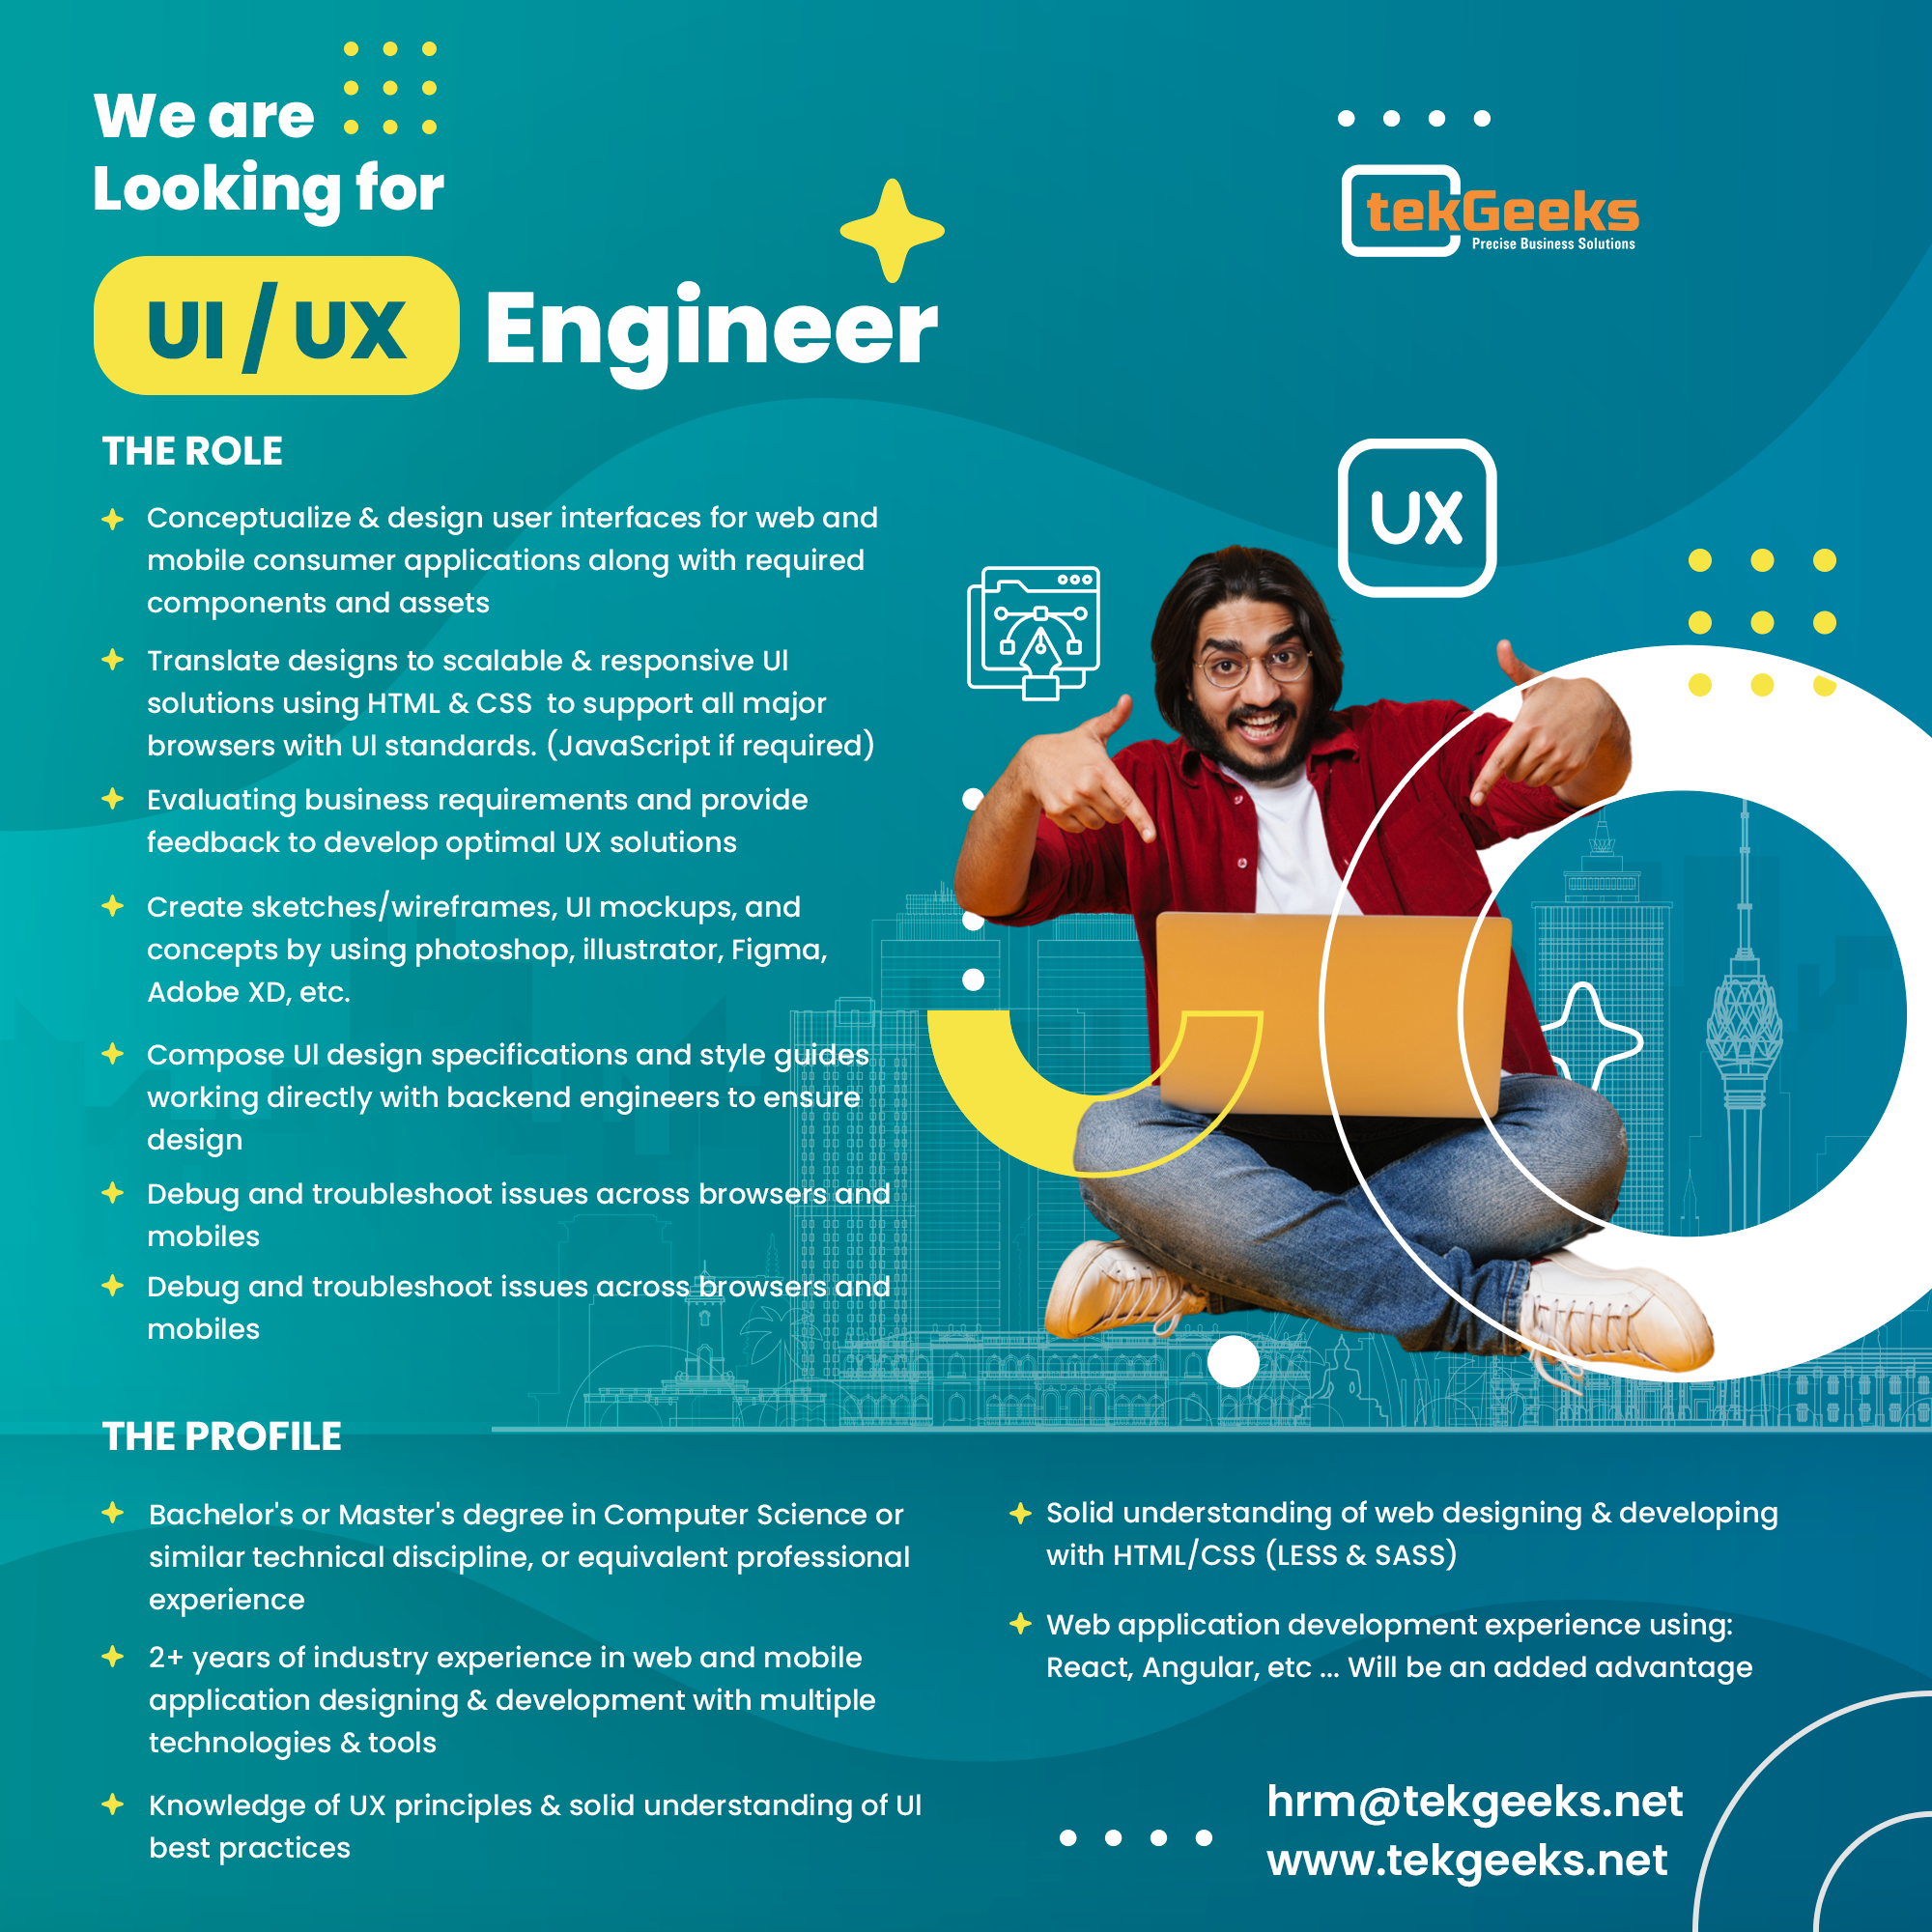 We are
Looking for
tekGeeks
Precise Business Solutions
UI / UX Engineer
THE ROLE
Conceptualize & design user interfaces for web and
mobile consumer applications along with required
components and assets
Translate designs to scalable & responsive UI
solutions using HTML & CSS to support all major
browsers with UI standards. (JavaScript if required)
Evaluating business requirements and provide
feedback to develop optimal UX solutions
Create sketches/wireframes, UI mockups, and
concepts by using photoshop, illustrator, Figma,
Adobe XD, etc.
Compose UI design specifications and style guides
working directly with backend engineers to ensure
design
Debug and troubleshoot issues across browsers and
mobiles
Debug and troubleshoot issues across browsers and
mobiles
UX
THE PROFILE
Bachelor's or Master's degree in Computer Science or
similar technical discipline, or equivalent professional
experience
2+ years of industry experience in web and mobile
application designing & development with multiple
technologies & tools
Knowledge of UX principles & solid understanding of UI
best practices
Solid understanding of web designing & developing
with HTML/CSS (LESS & SASS)
Web application development experience using:
React, Angular, etc ... Will be an added advantage
hrm@tekgeeks.net
www.tekgeeks.net